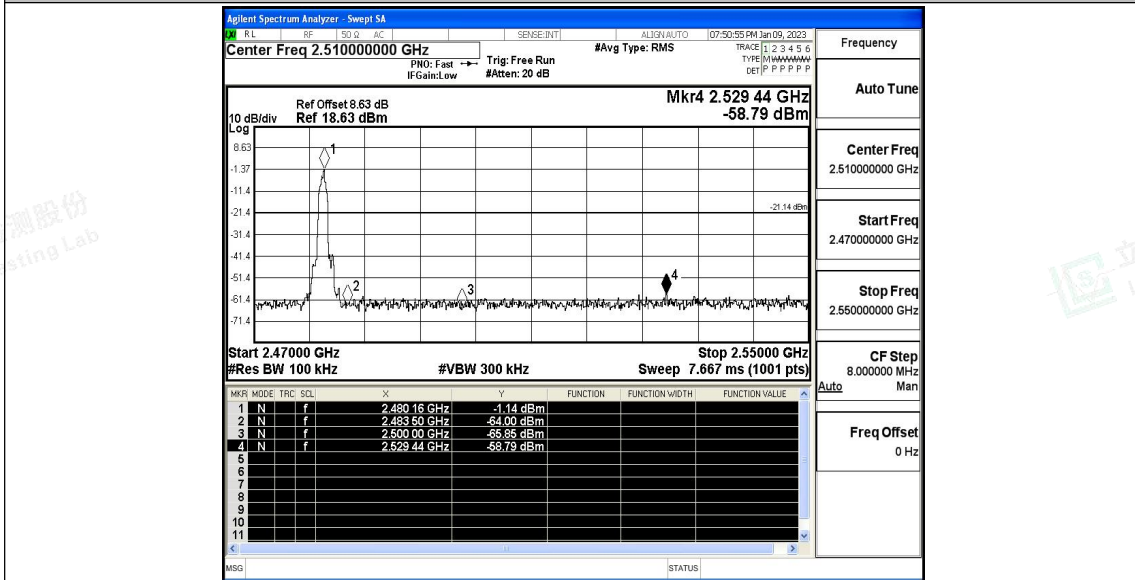 Agilent Spectrum Analyzer - Swept SA
RL RF 50 Ω AC SENSE:INT ALIGN AUTO 07:50:55 PM Jan 09, 2023
Center Freq 2.510000000 GHz
PNO: Fast
IFGain:Low
Trig: Free Run
#Atten: 20 dB
#Avg Type: RMS
TRACE 1 2 3 4 5 6
TYPE M WWWWW
DET P P P P P P
Frequency
Mkr4 2.529 44 GHz
-58.79 dBm
Ref Offset 8.63 dB
10 dB/div Ref 18.63 dBm
Log
8.63
-1.37
-11.4
-21.4
-31.4
-41.4
-51.4
-61.4
-71.4
1
2
3
4
-21.14 dBm
Start 2.47000 GHz Stop 2.55000 GHz
#Res BW 100 kHz #VBW 300 kHz Sweep 7.667 ms (1001 pts)
MKR MODE TRC SCL X Y FUNCTION FUNCTION WIDTH FUNCTION VALUE
1 N f 2.480 16 GHz -1.14 dBm
2 N f 2.483 50 GHz -64.00 dBm
3 N f 2.500 00 GHz -65.85 dBm
4 N f 2.529 44 GHz -58.79 dBm
5
6
7
8
9
10
11
MSG STATUS
Auto Tune
Center Freq
2.510000000 GHz
Start Freq
2.470000000 GHz
Stop Freq
2.550000000 GHz
CF Step
8.000000 MHz
Auto Man
Freq Offset
0 Hz
测股份
sting Lab
立